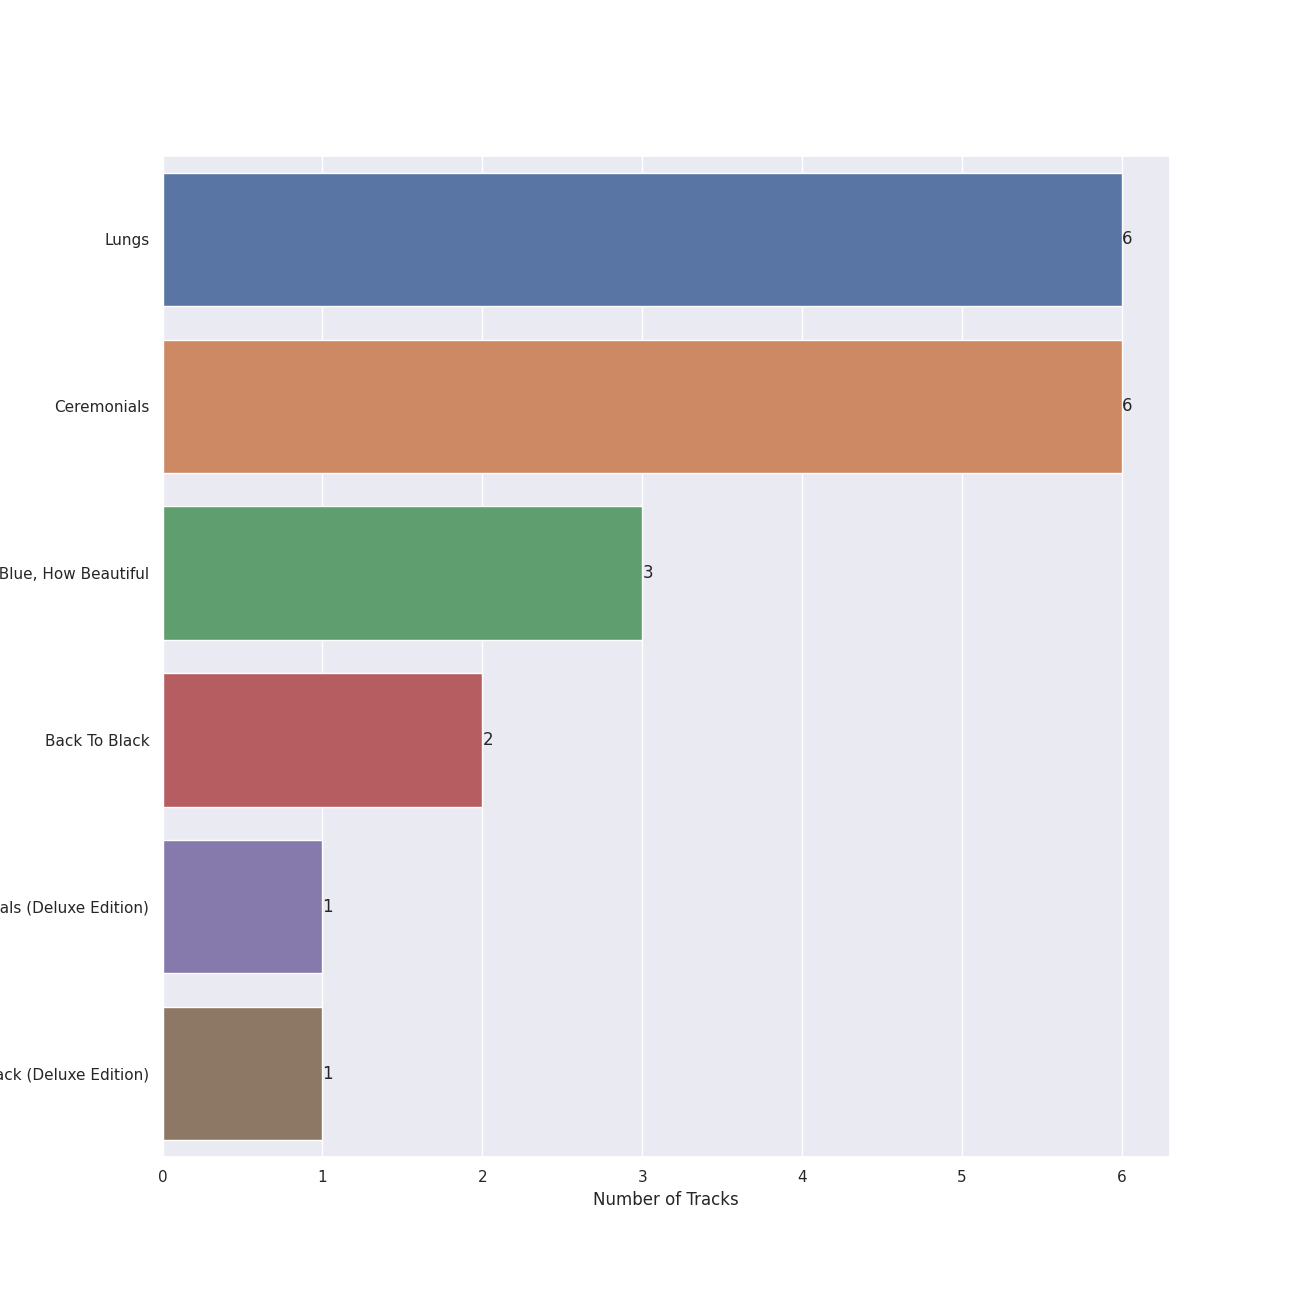 Lungs
6
Ceremonials
6
Blue, How Beautiful
3
Back To Black
2
als (Deluxe Edition)
1
ack (Deluxe Edition)
1
0 1 2 3 4 5 6
Number of Tracks